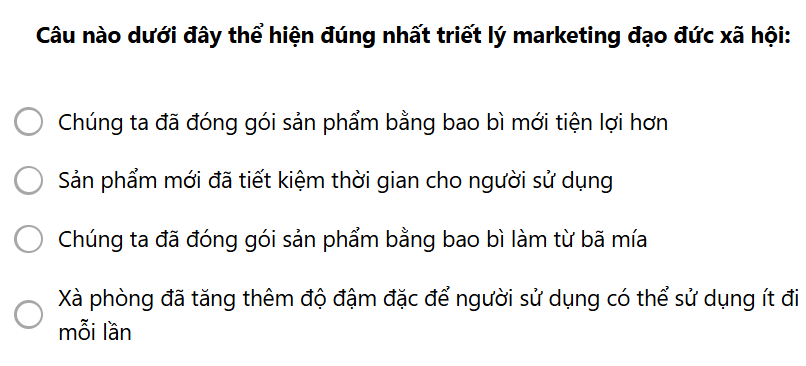 Câu nào dưới đây thể hiện đúng nhất triết lý marketing đạo đức xã hội:
Chúng ta đã đóng gói sản phẩm bằng bao bì mới tiện lợi hơn
Sản phẩm mới đã tiết kiệm thời gian cho người sử dụng
Chúng ta đã đóng gói sản phẩm bằng bao bì làm từ bã mía
Xà phòng đã tăng thêm độ đậm đặc để người sử dụng có thể sử dụng ít đi
mỗi lần